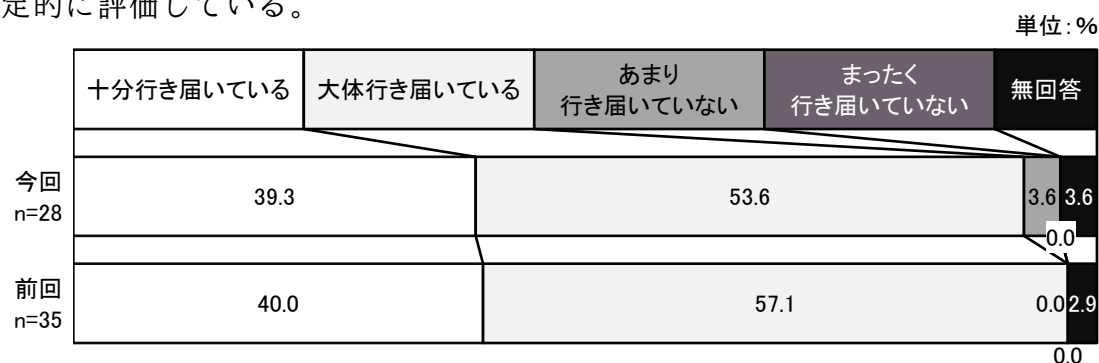 定的に評価している。
単位:%
十分行き届いている 大体行き届いている あまり 行き届いていない まったく 行き届いていない 無回答
今回 n=28 39.3 53.6 3.6 3.6
0.0
前回 n=35 40.0 57.1 0.0 2.9
0.0